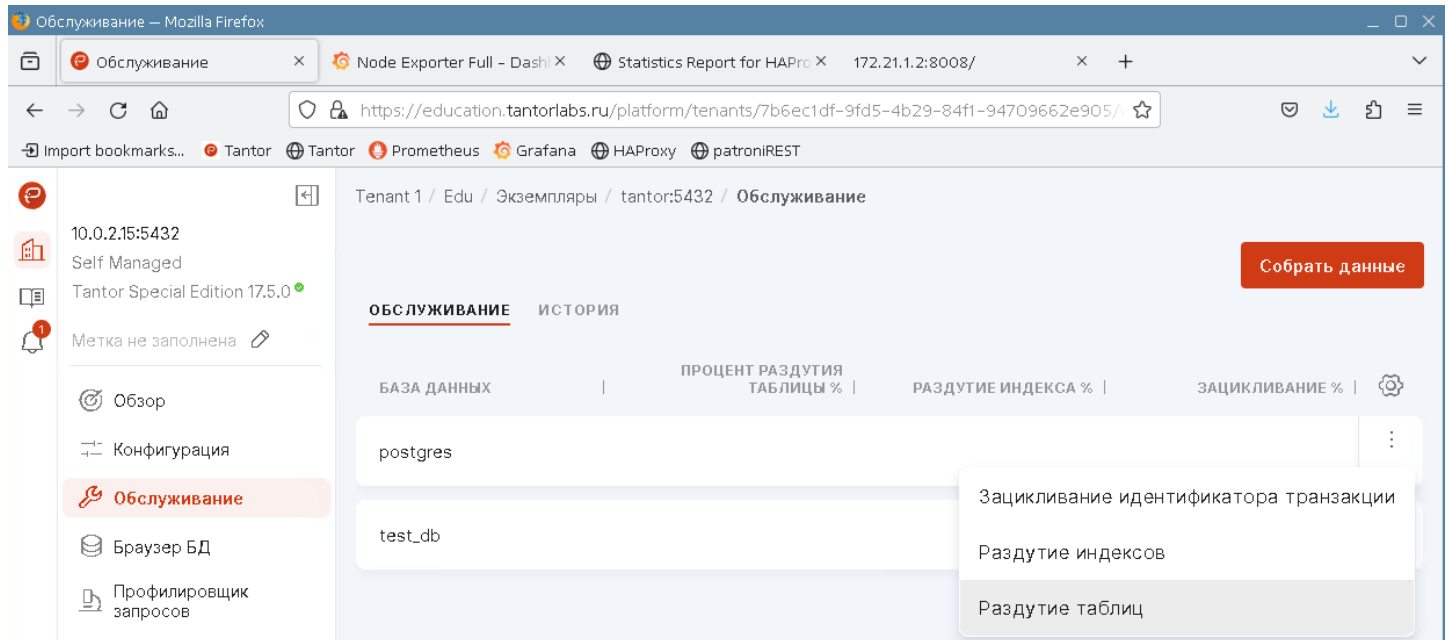 Обслуживание — Mozilla Firefox
Обслуживание
Node Exporter Full - Dashl
Statistics Report for HAPro
172.21.1.2:8008/
https://education.tantorlabs.ru/platform/tenants/7b6ec1df-9fd5-4b29-84f1-94709662e905/
Import bookmarks...
Tantor
Tantor
Prometheus
Grafana
HAProxy
patroniREST
Tenant 1 / Edu / Экземпляры / tantor:5432 / Обслуживание
10.0.2.15:5432
Self Managed
Tantor Special Edition 17.5.0
1
Метка не заполнена
Обзор
Конфигурация
Обслуживание
Браузер БД
Профилировщик
запросов
Собрать данные
ОБСЛУЖИВАНИЕ
ИСТОРИЯ
БАЗА ДАННЫХ
ПРОЦЕНТ РАЗДУТИЯ
ТАБЛИЦЫ %
РАЗДУТИЕ ИНДЕКСА %
ЗАЦИКЛИВАНИЕ %
postgres
test_db
Зацикливание идентификатора транзакции
Раздутие индексов
Раздутие таблиц